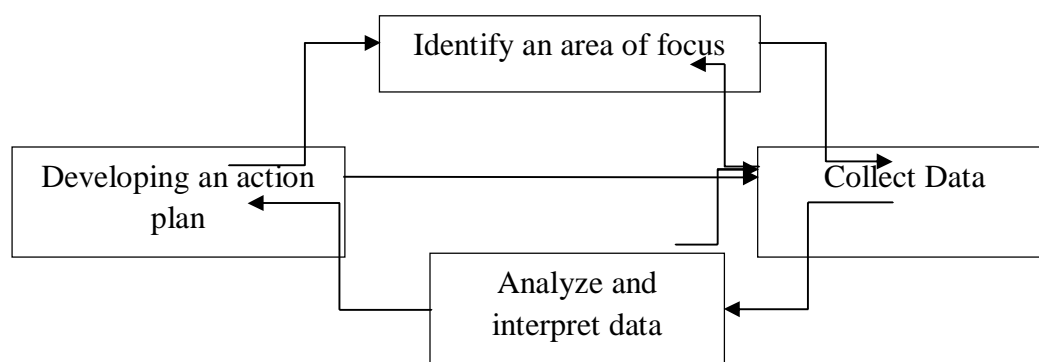 Identify an area of focus
Developing an action
plan
Collect Data
Analyze and
interpret data